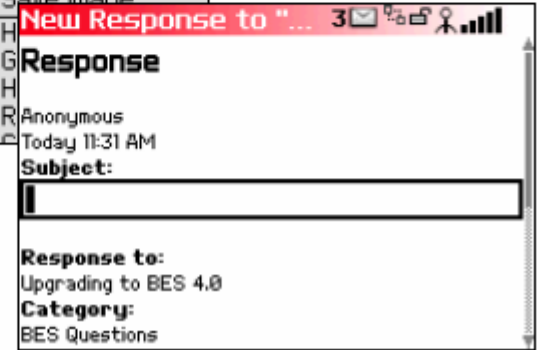 New Response to "... 3
Response
Anonymous
Today 11:31 AM
Subject:
Response to:
Upgrading to BES 4.0
Category:
BES Questions